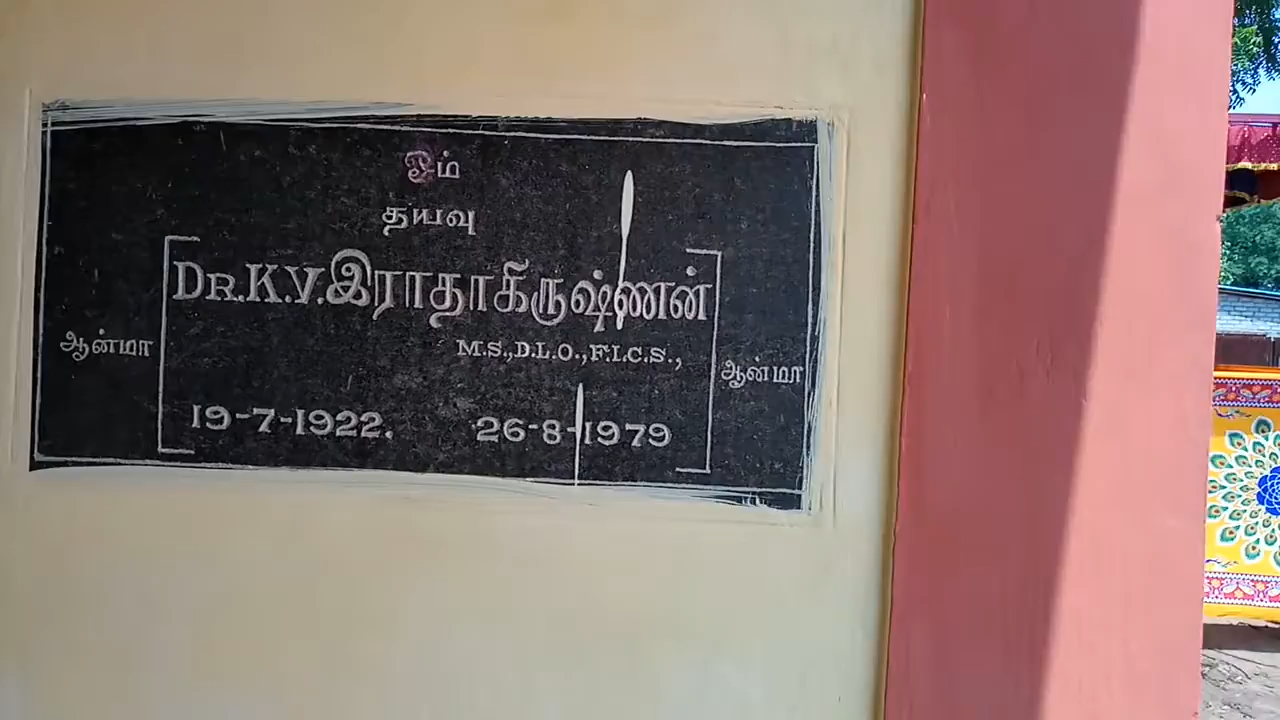 ஓம்
தயவு
DR.K.V.இராதாகிருஷ்ணன்
M.S.,D.L.O.,F.I.C.S.,
ஆன்மா ஆன்மா
19-7-1922. 26-8-1979